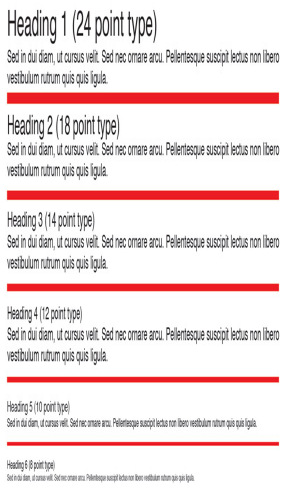 Heading 1 (24 point type)
Sed in dui diam, ut cursus velit. Sed nec ornare arcu. Pellentesque suscipit lectus non libero
vestibulum rutrum quis quis ligula.
Heading 2 (18 point type)
Sed in dui diam, ut cursus velit. Sed nec ornare arcu. Pellentesque suscipit lectus non libero
vestibulum rutrum quis quis ligula.
Heading 3 (14 point type)
Sed in dui diam, ut cursus velit. Sed nec ornare arcu. Pellentesque suscipit lectus non libero
vestibulum rutrum quis quis ligula.
Heading 4 (12 point type)
Sed in dui diam, ut cursus velit. Sed nec ornare arcu. Pellentesque suscipit lectus non libero
vestibulum rutrum quis quis ligula.
Heading 5 (10 point type)
Sed in dui diam, ut cursus velit. Sed nec ornare arcu. Pellentesque suscipit lectus non libero vestibulum rutrum quis quis ligula.
Heading 6 (8 point type)
Sed in dui diam, ut cursus velit. Sed nec ornare arcu. Pellentesque suscipit lectus non libero vestibulum rutrum quis quis ligula.